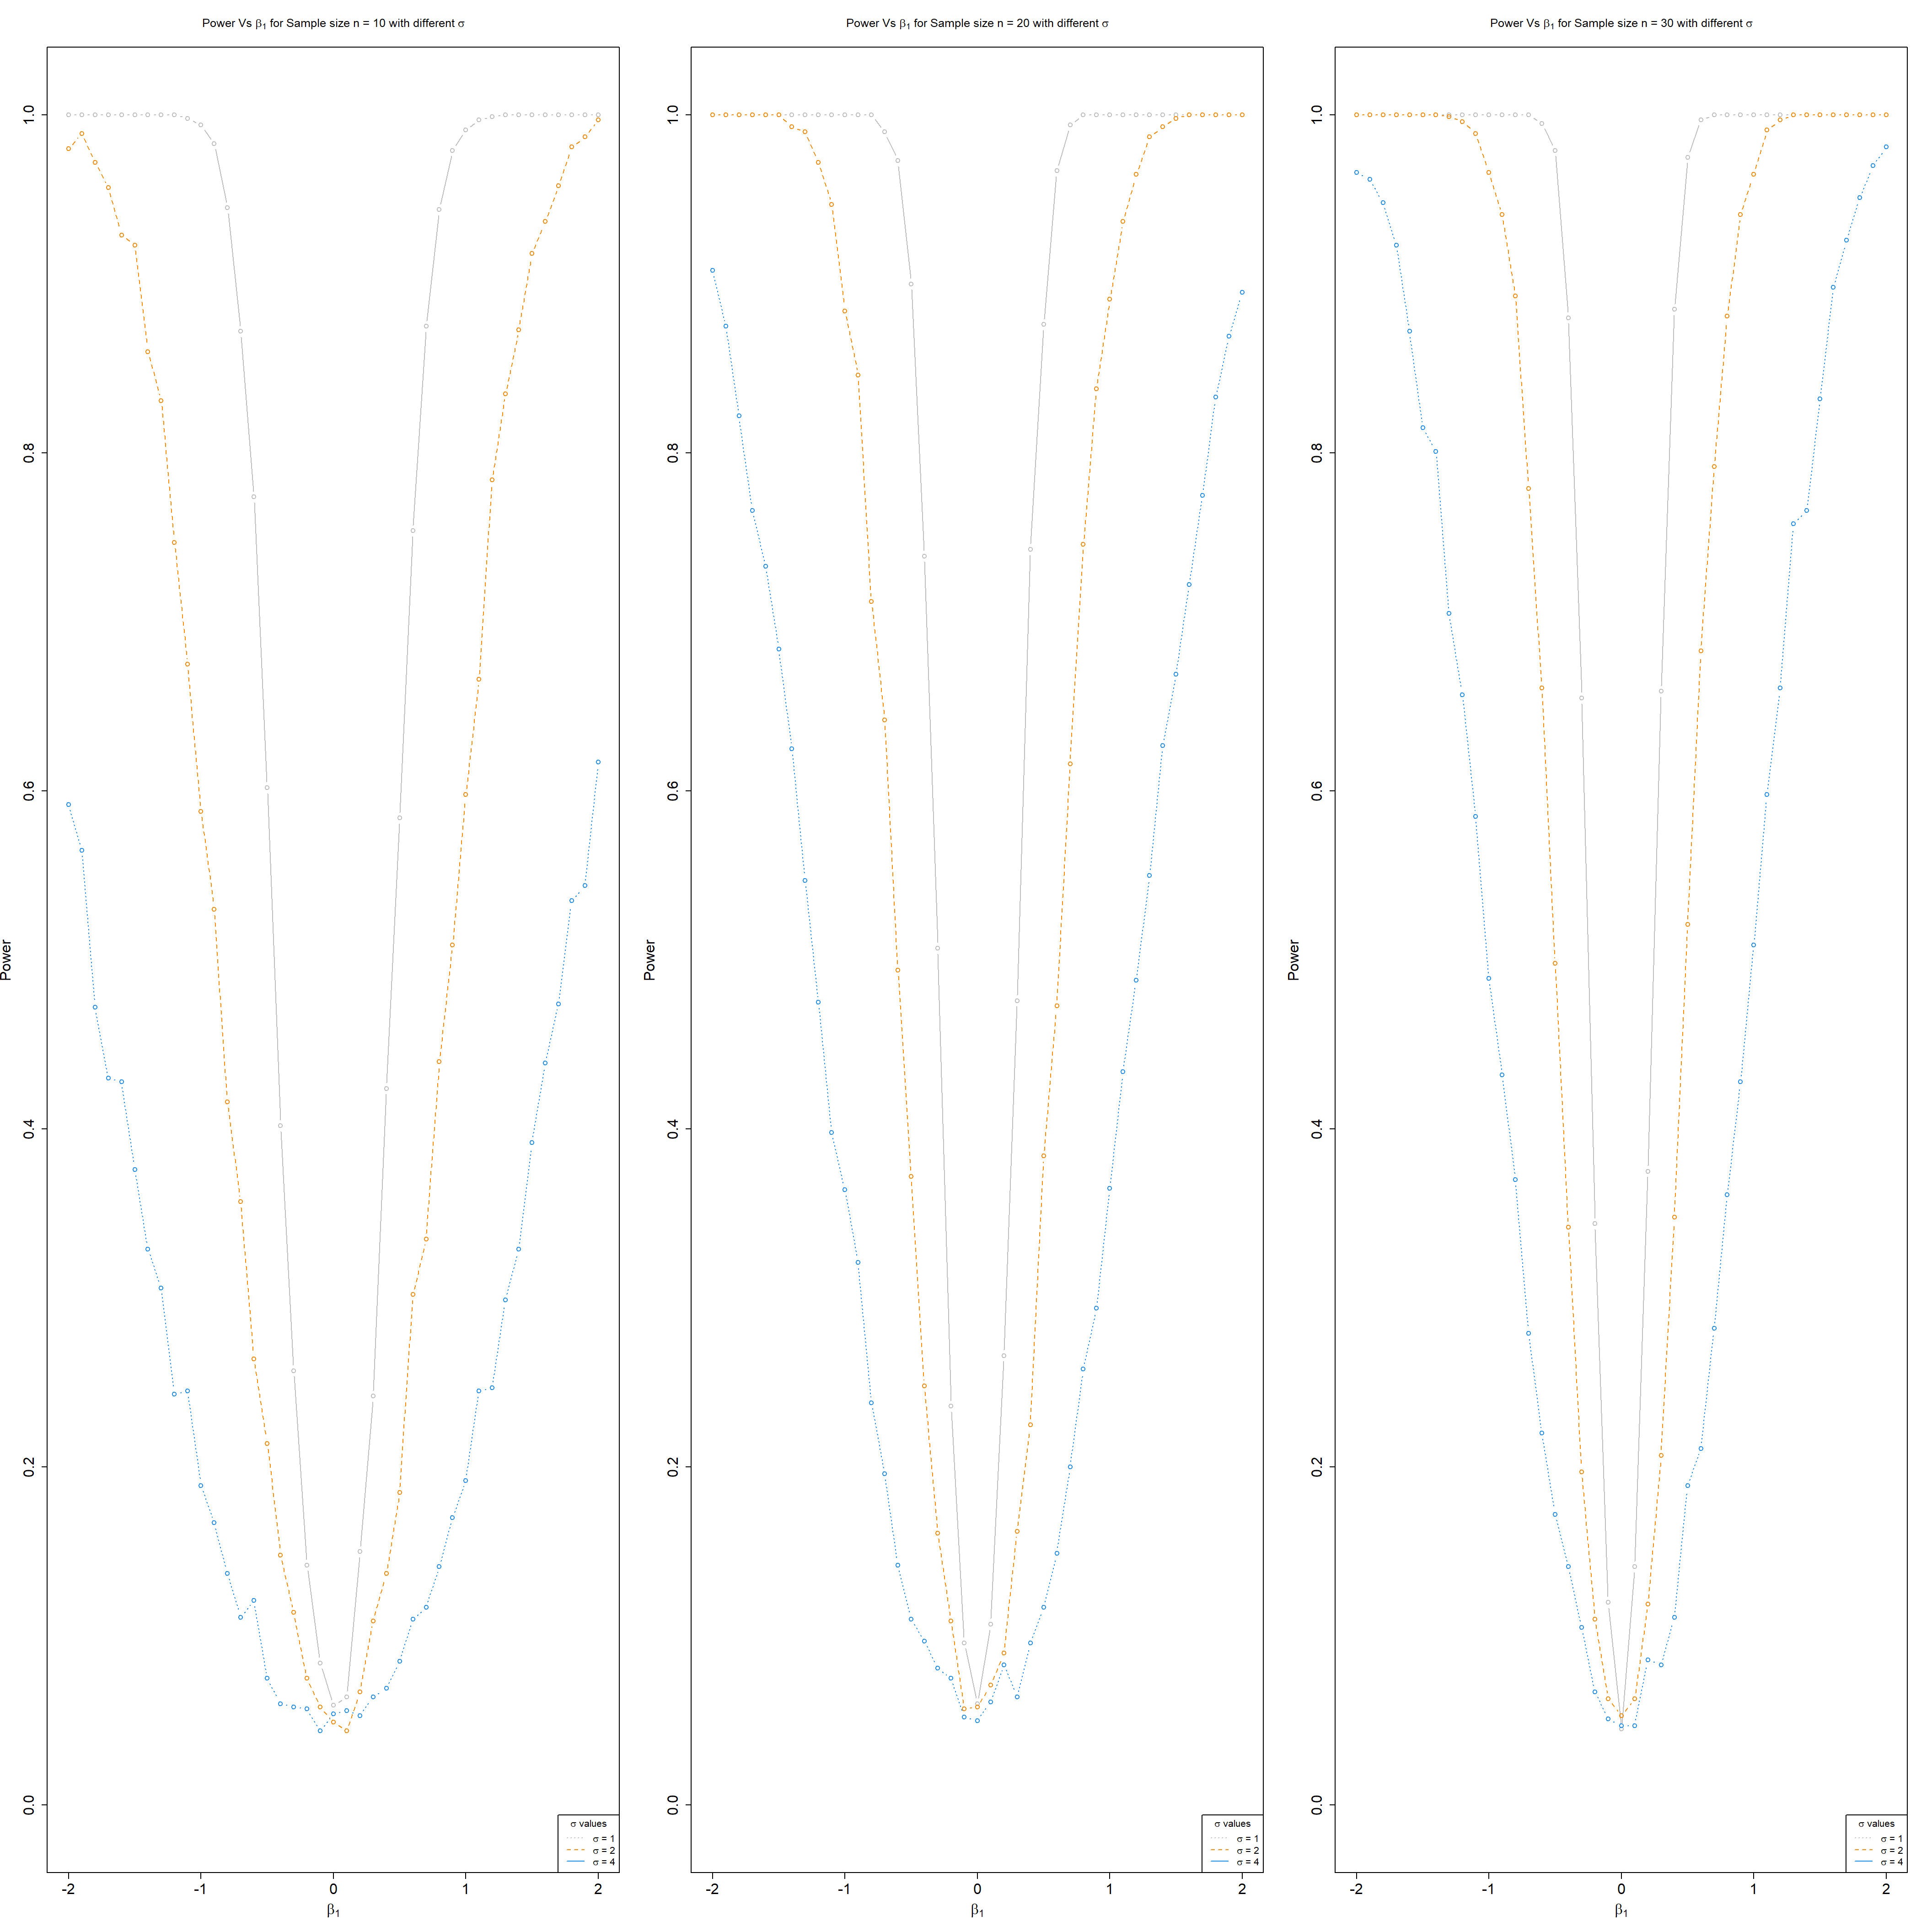 Power Vs β1 for Sample size n = 10 with different σ
Power
1.0
0.8
0.6
0.4
0.2
0.0
σ values
σ = 1
σ = 2
σ = 4
-2 -1 0 1 2
β1
Power Vs β1 for Sample size n = 20 with different σ
Power
1.0
0.8
0.6
0.4
0.2
0.0
σ values
σ = 1
σ = 2
σ = 4
-2 -1 0 1 2
β1
Power Vs β1 for Sample size n = 30 with different σ
Power
1.0
0.8
0.6
0.4
0.2
0.0
σ values
σ = 1
σ = 2
σ = 4
-2 -1 0 1 2
β1